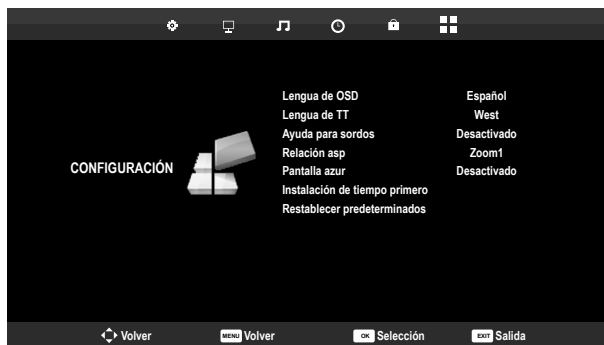 Lengua de OSD Español
Lengua de TT West
Ayuda para sordos Desactivado
Relación asp Zoom1
Pantalla azur Desactivado
Instalación de tiempo primero
Restablecer predeterminados
CONFIGURACIÓN
Volver MENU Volver OK Selección EXIT Salida